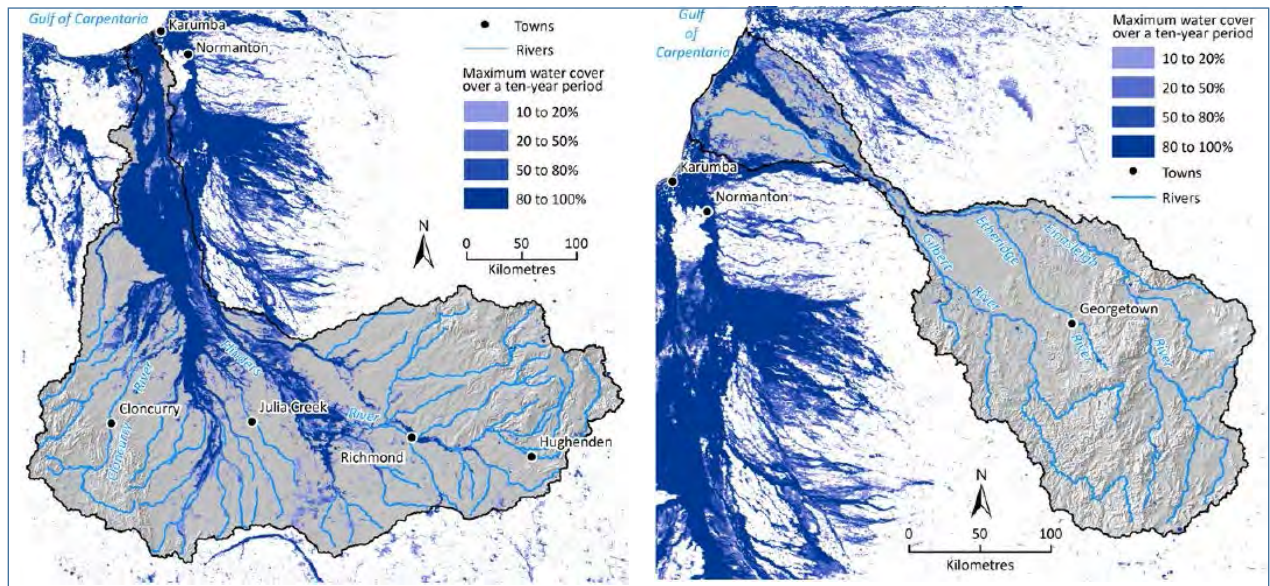 Gulf of Carpentaria
Karumba
Normanton
Towns
Rivers
Maximum water cover
over a ten-year period
10 to 20%
20 to 50%
50 to 80%
80 to 100%
N
0 50 100
Kilometres
River
Rivers
Cloncurry
Cloncurry
Julia Creek
River
Richmond
Hughenden
Gulf
of
Carpentaria
Maximum water cover
over a ten-year period
10 to 20%
20 to 50%
50 to 80%
80 to 100%
Towns
Rivers
Karumba
Normanton
Gilbert
River
Etheridge
River
Einasleigh
River
Georgetown
N
0 50 100
Kilometres